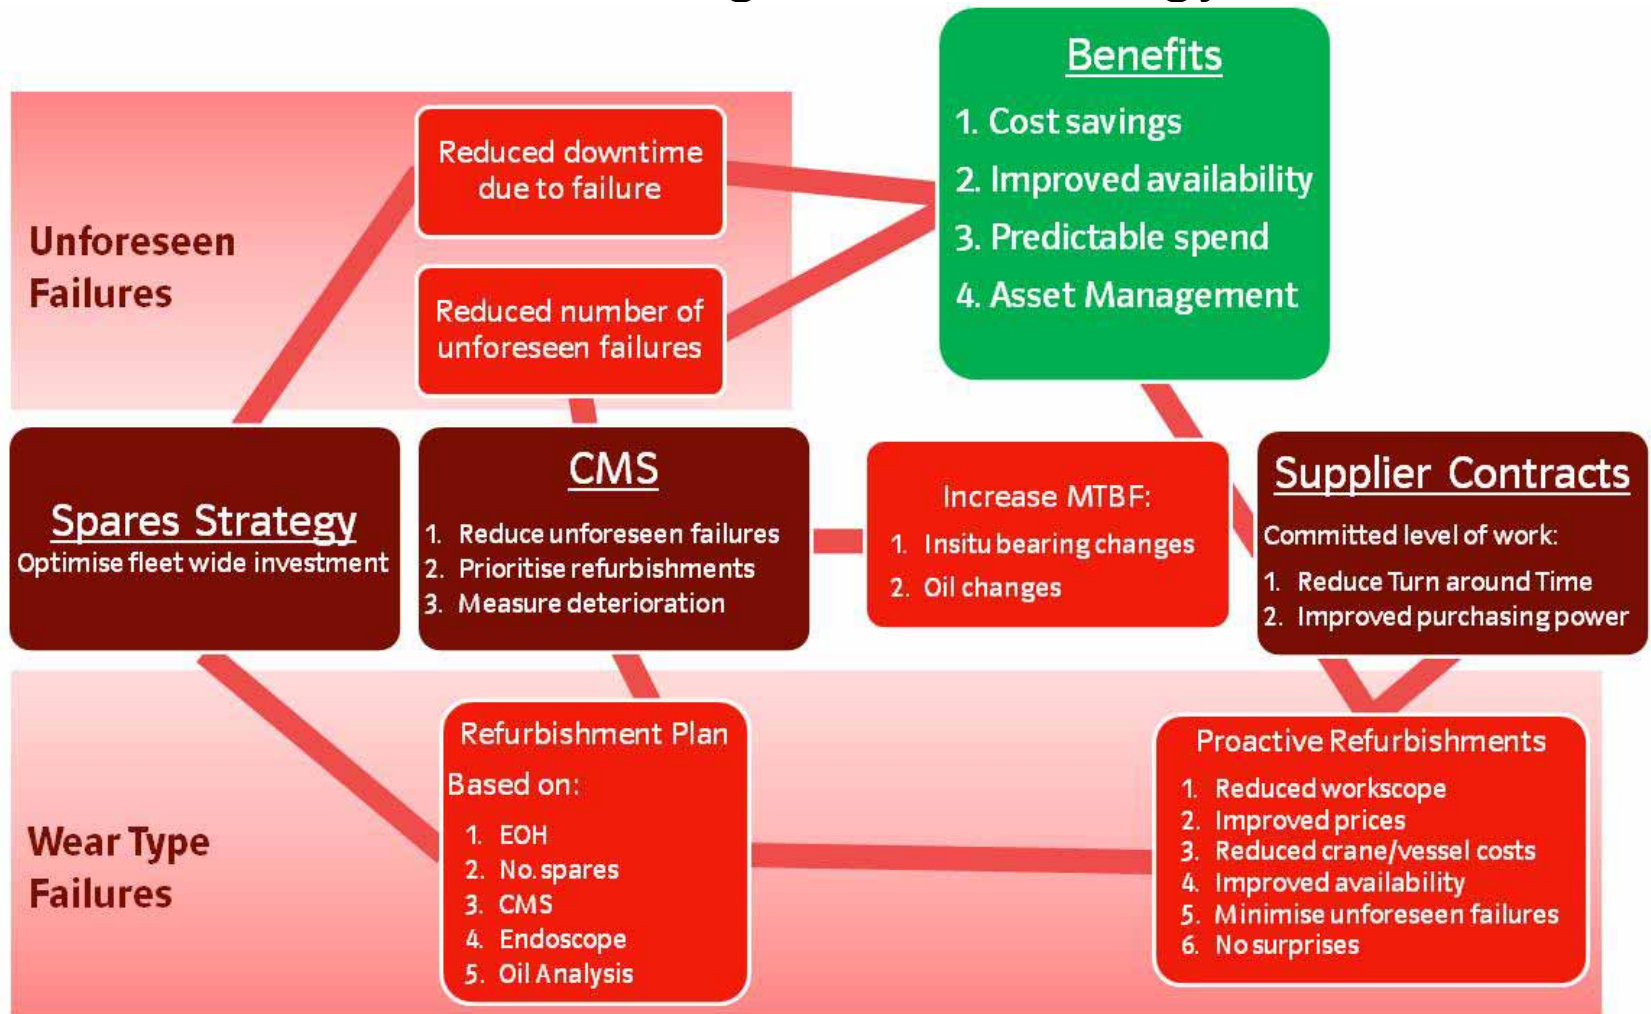 Benefits
1. Cost savings
2. Improved availability
3. Predictable spend
4. Asset Management
Unforeseen
Failures
Reduced downtime
due to failure
Reduced number of
unforeseen failures
Spares Strategy
Optimise fleet wide investment
CMS
1. Reduce unforeseen failures
2. Prioritise refurbishments
3. Measure deterioration
Increase MTBF:
1. Insitu bearing changes
2. Oil changes
Supplier Contracts
Committed level of work:
1. Reduce Turn around Time
2. Improved purchasing power
Wear Type
Failures
Refurbishment Plan
Based on:
1. EOH
2. No. spares
3. CMS
4. Endoscope
5. Oil Analysis
Proactive Refurbishments
1. Reduced workscope
2. Improved prices
3. Reduced crane/vessel costs
4. Improved availability
5. Minimise unforeseen failures
6. No surprises